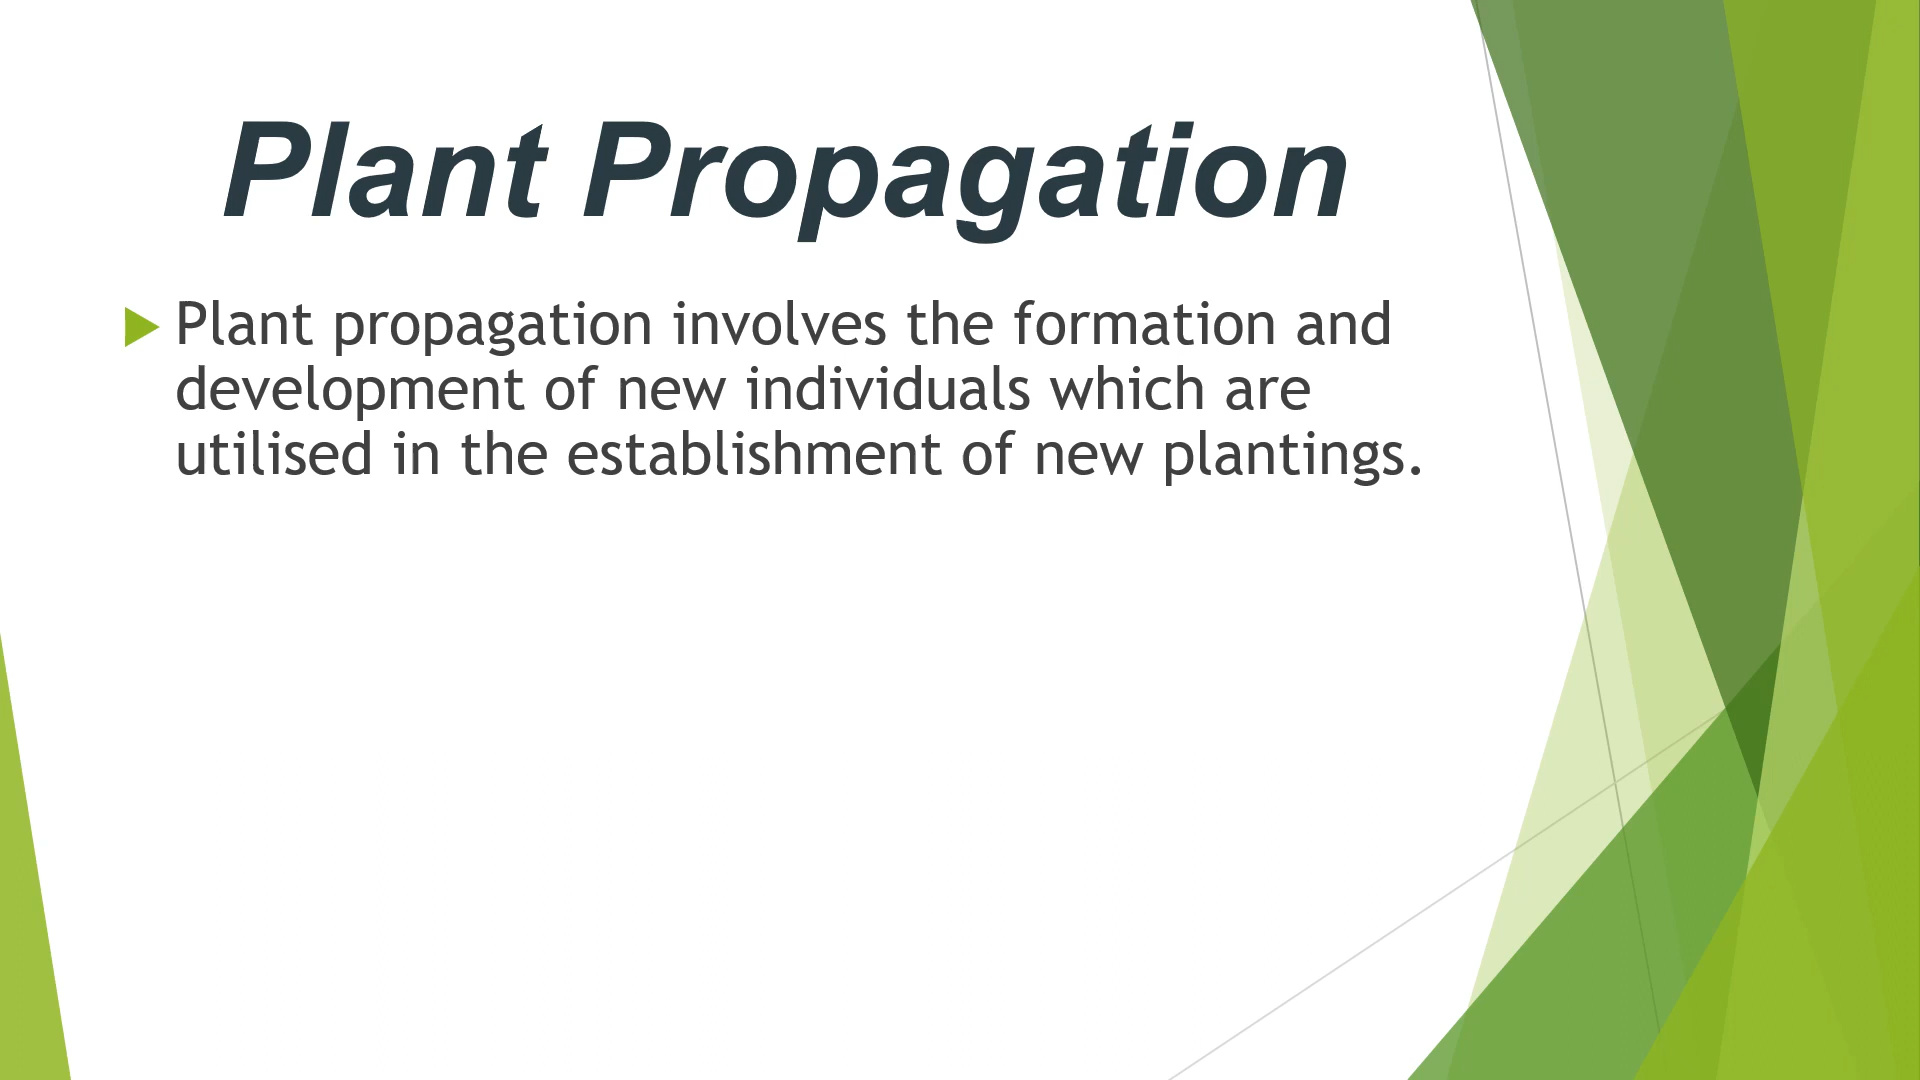 Plant Propagation
Plant propagation involves the formation and
development of new individuals which are
utilised in the establishment of new plantings.